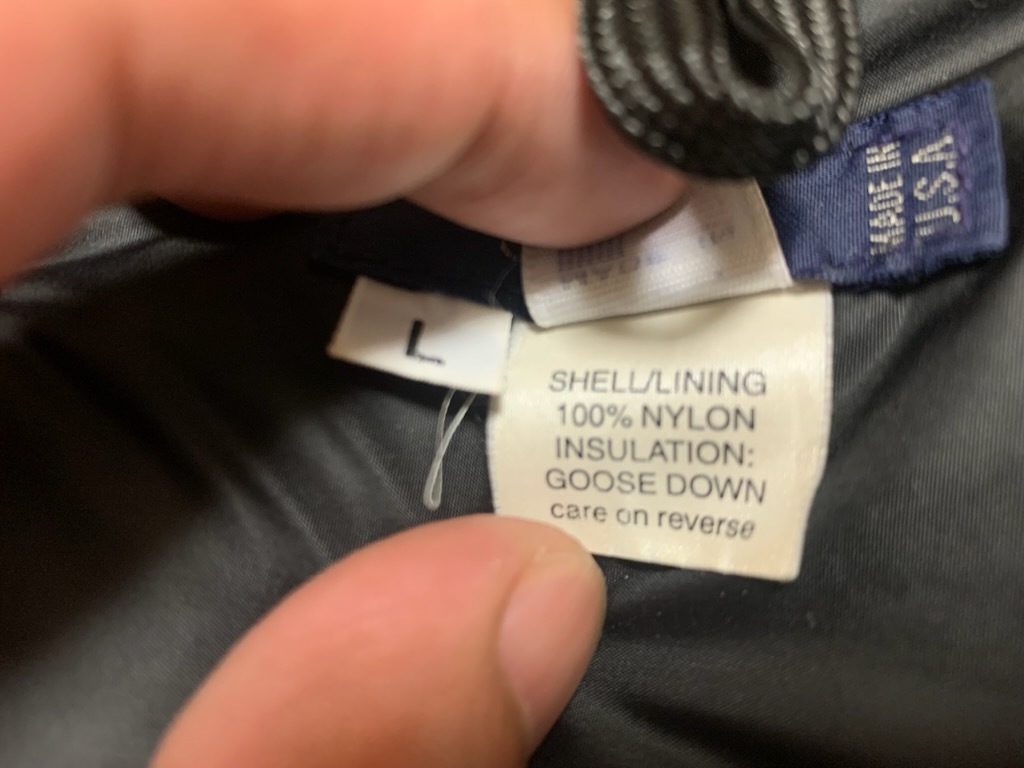 MADE IN
U.S.A
L
SHELL/LINING
100% NYLON
INSULATION:
GOOSE DOWN
care on reverse